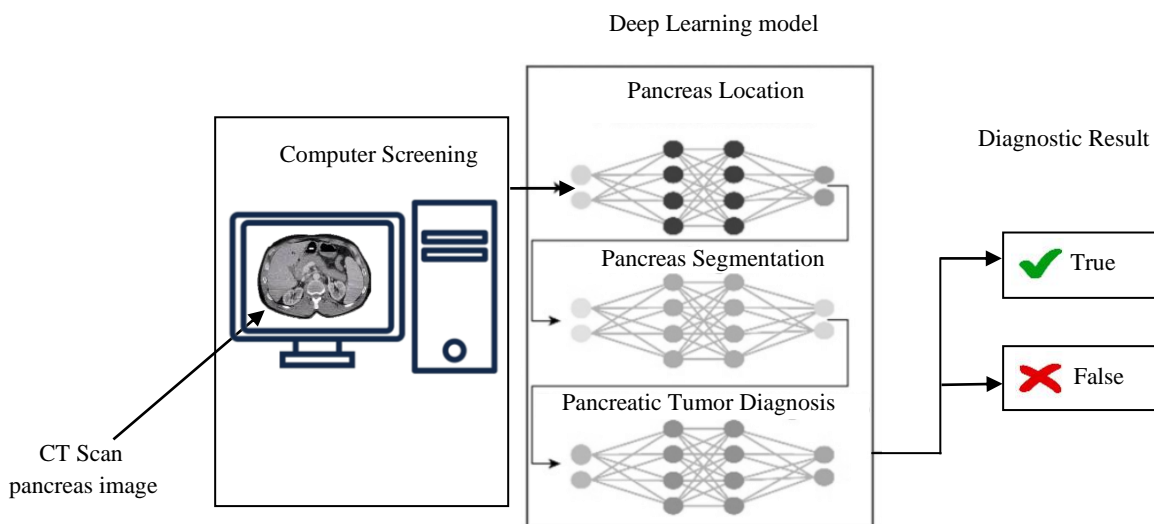 Deep Learning model
Pancreas Location
Computer Screening
Diagnostic Result
Pancreas Segmentation
True
False
Pancreatic Tumor Diagnosis
CT Scan
pancreas image